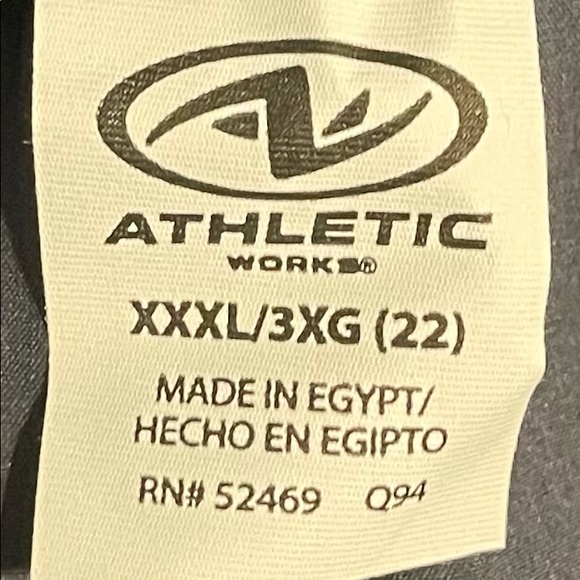 ATHLETIC
WORKS®
XXXL/3XG (22)
MADE IN EGYPT/
HECHO EN EGIPTO
RN# 52469 Q94